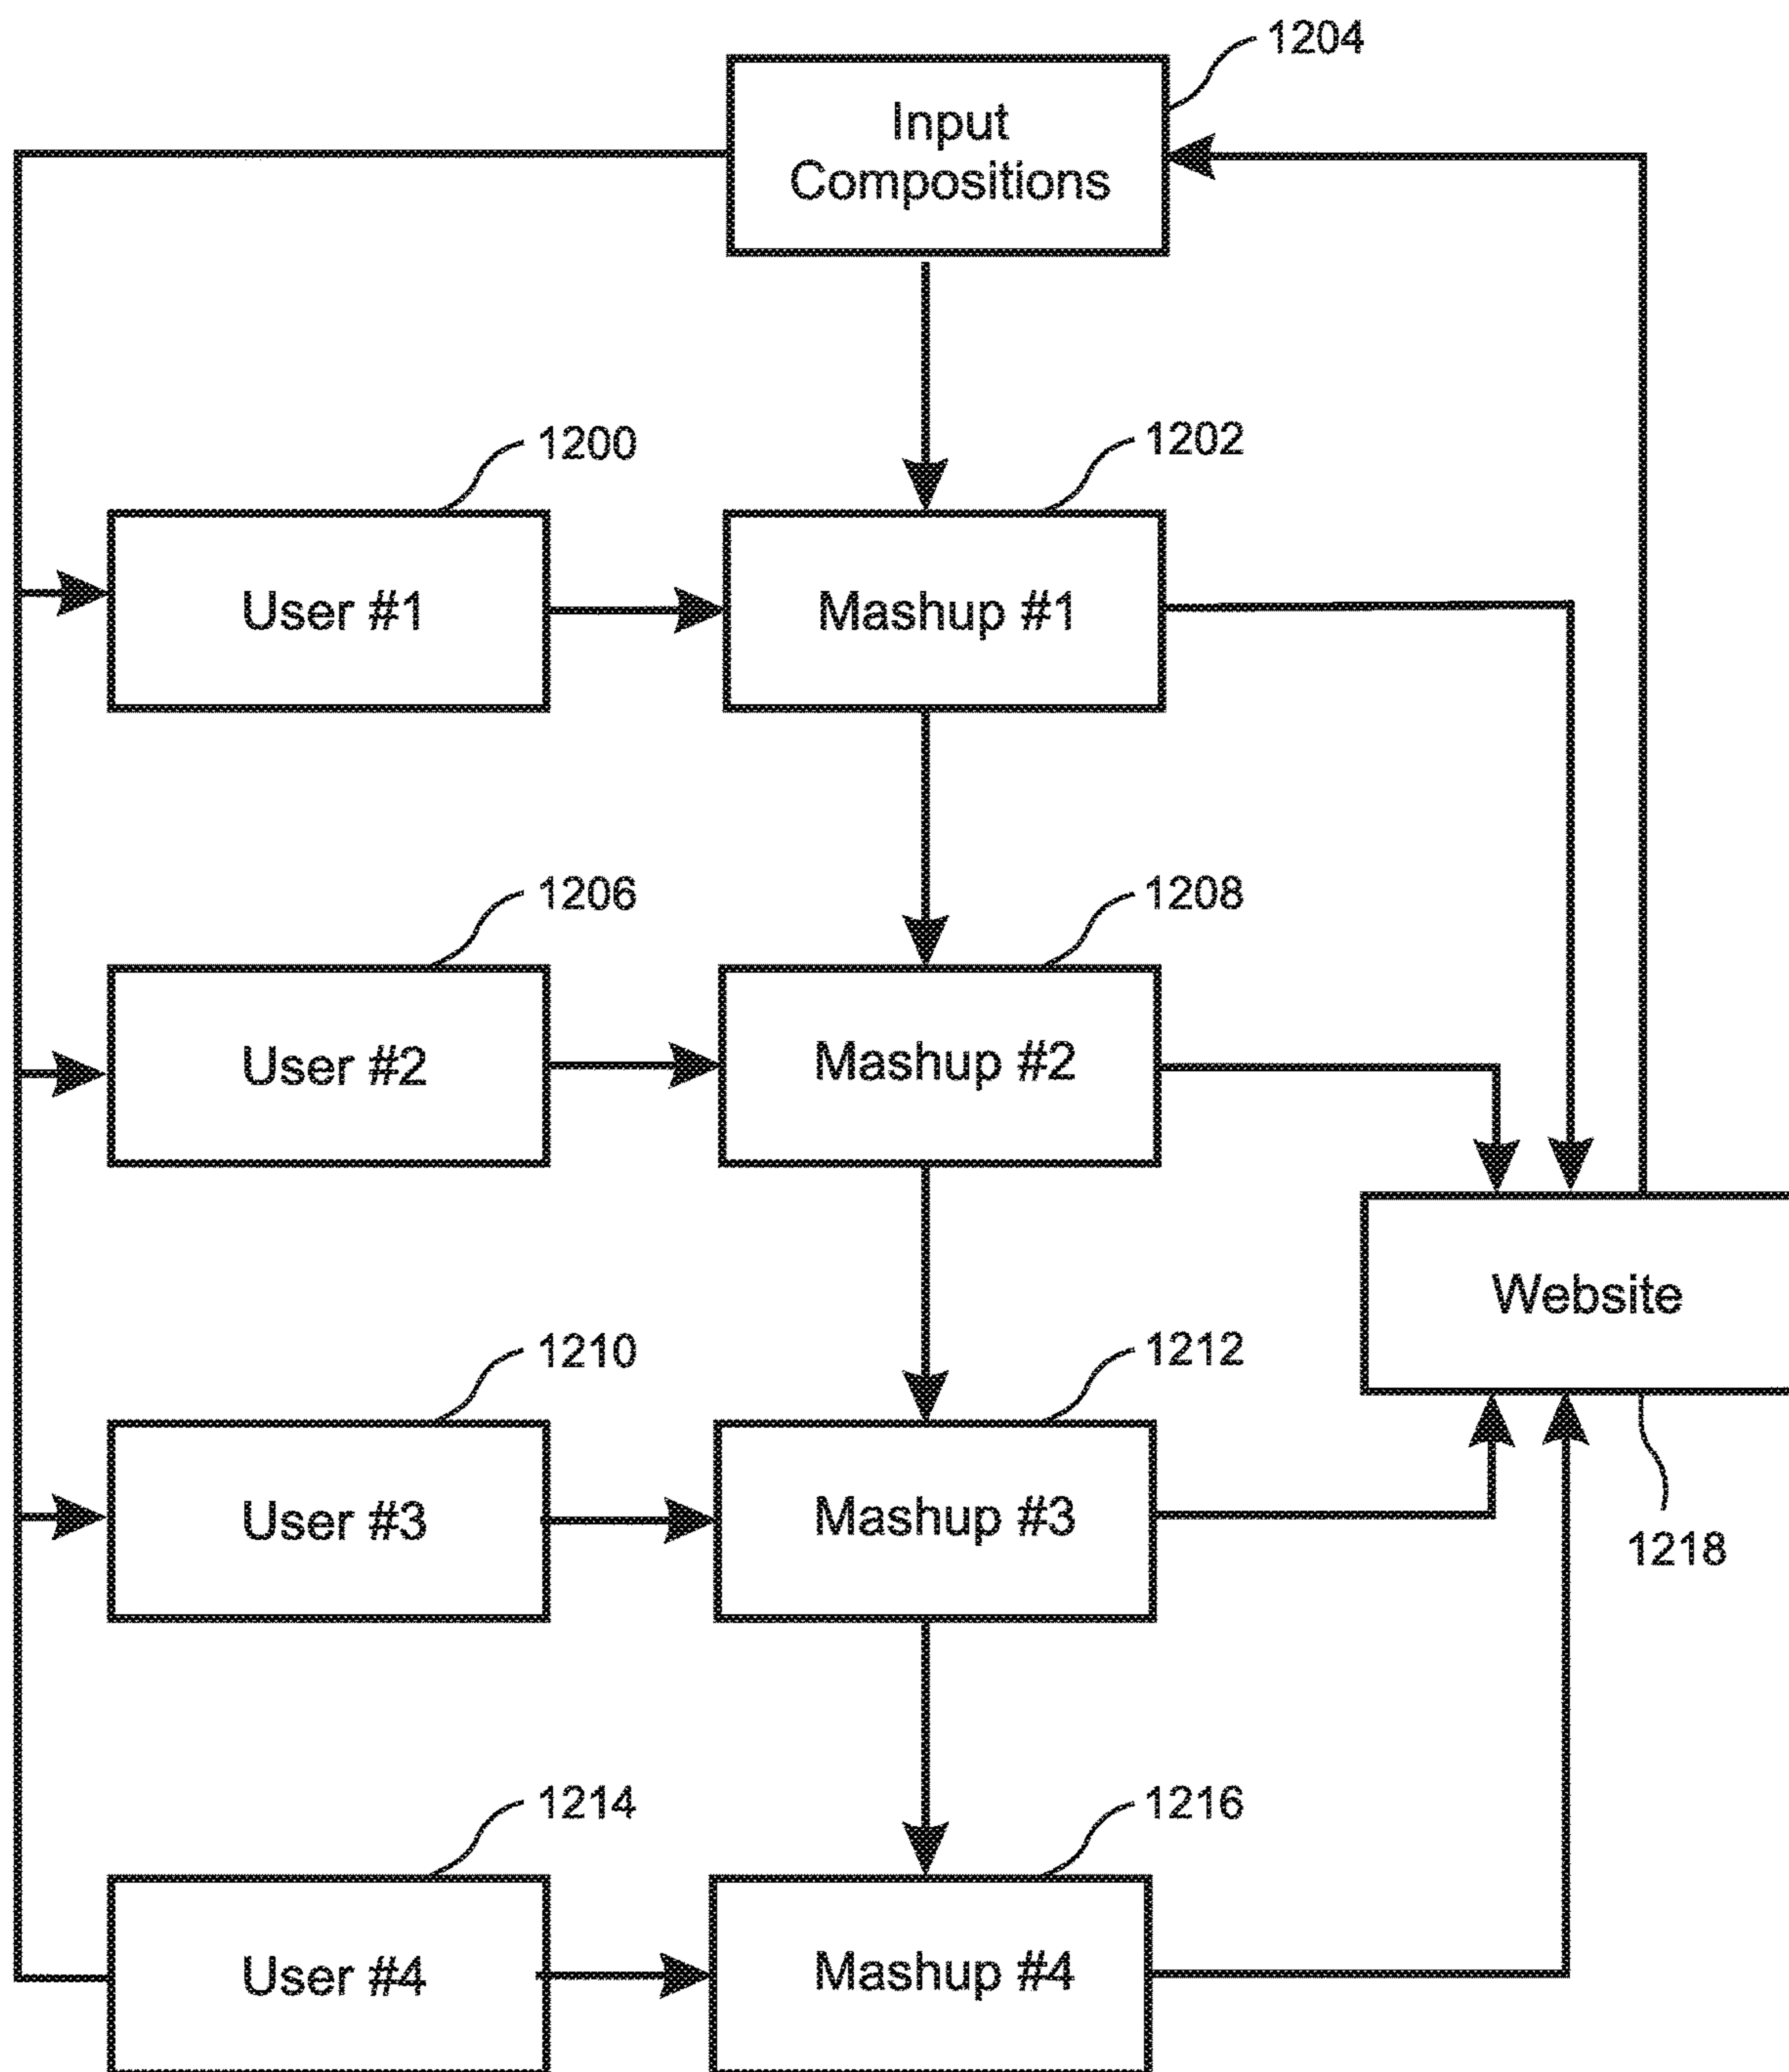 1204
Input
Compositions
1200
1202
User #1
Mashup #1
1206
1208
User #2
Mashup #2
Website
1210
1212
User #3
Mashup #3
1218
1214
1216
User #4
Mashup #4